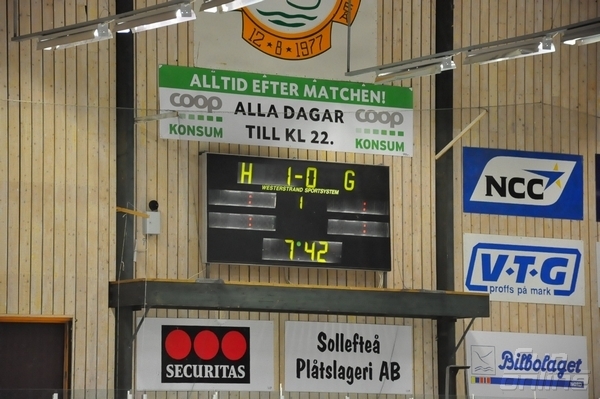 12-8-1977
ALLTID EFTER MATCHEN!
coop
KONSUM
ALLA DAGAR
TILL KL 22.
coop
KONSUM
H 1-0 G
WESTERSTRAND SPORTSYSTEM
1
7:42
NCC
V·T·G
proffs på mark
SECURITAS
Sollefteå
Plåtslageri AB
Bilbolaget